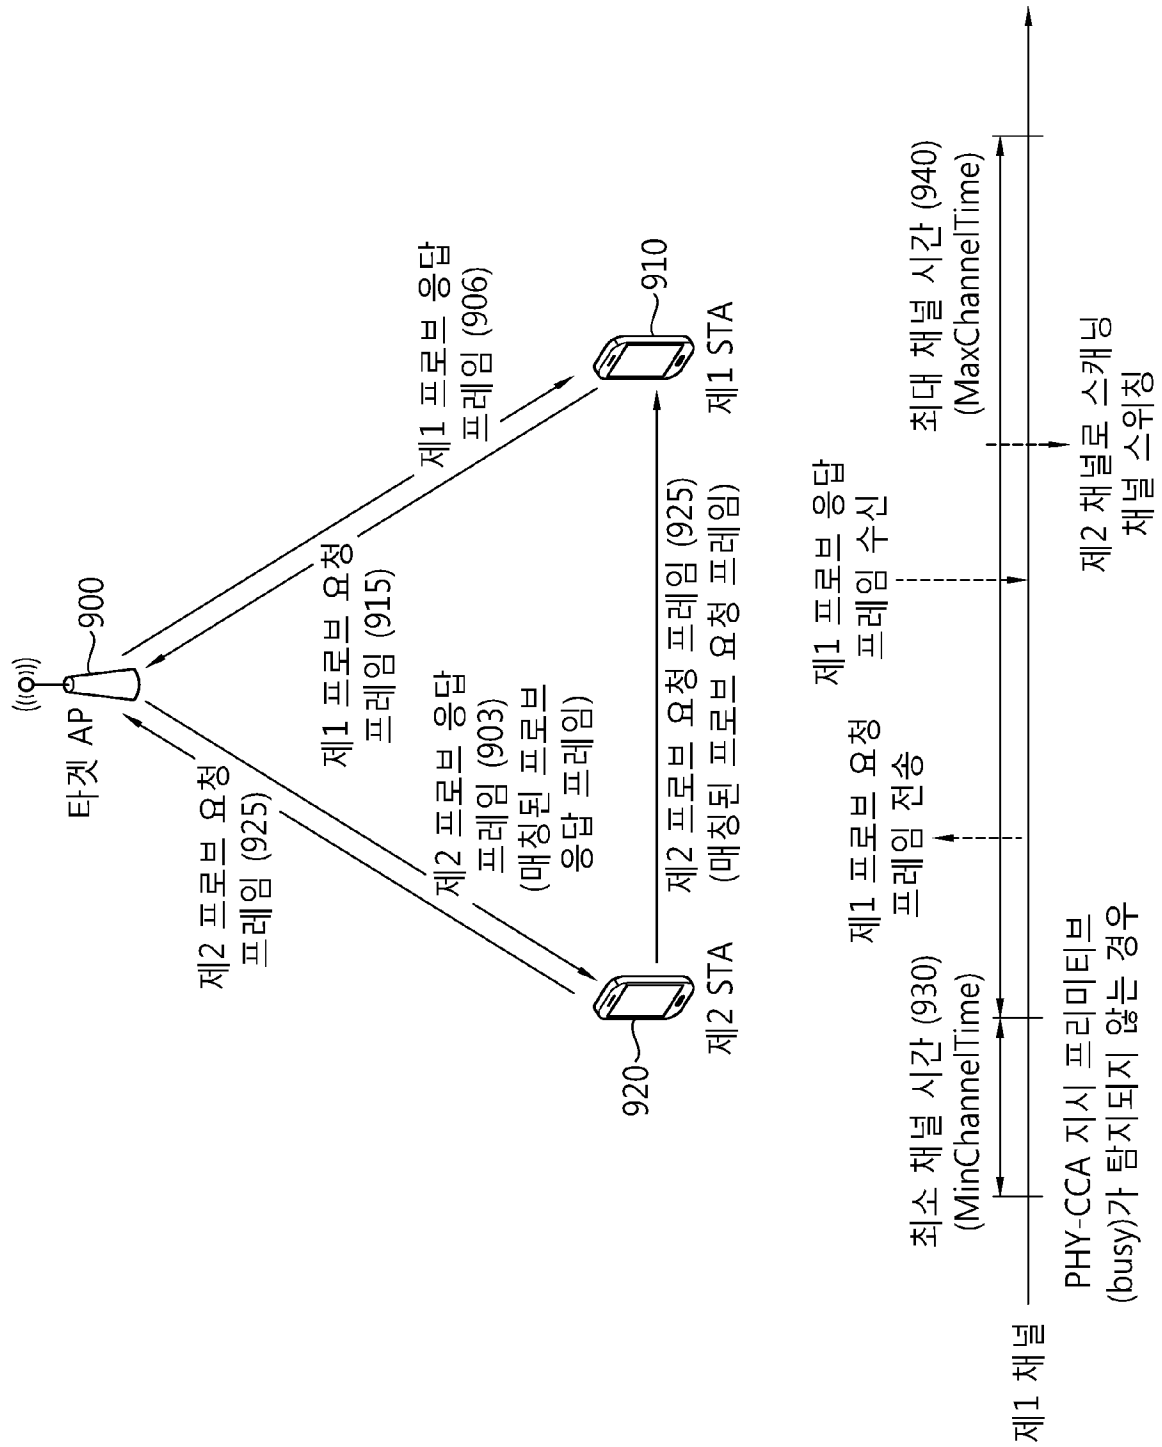 타겟 AP
900
제2 프로브 요청
프레임 (925)
제1 프로브 요청
프레임 (915)
제1 프로브 응답
프레임 (906)
제2 프로브 응답
프레임 (903)
(매칭된 프로브
응답 프레임)
920
제2 STA
910
제1 STA
제2 프로브 요청 프레임 (925)
(매칭된 프로브 요청 프레임)
제1 프로브 요청
프레임 전송
제1 프로브 응답
프레임 수신
최소 채널 시간 (930)
(MinChannelTime)
최대 채널 시간 (940)
(MaxChannelTime)
제1 채널
PHY-CCA 지시 프리미티브
(busy)가 탐지되지 않는 경우
제2 채널로 스캐닝
채널 스위칭